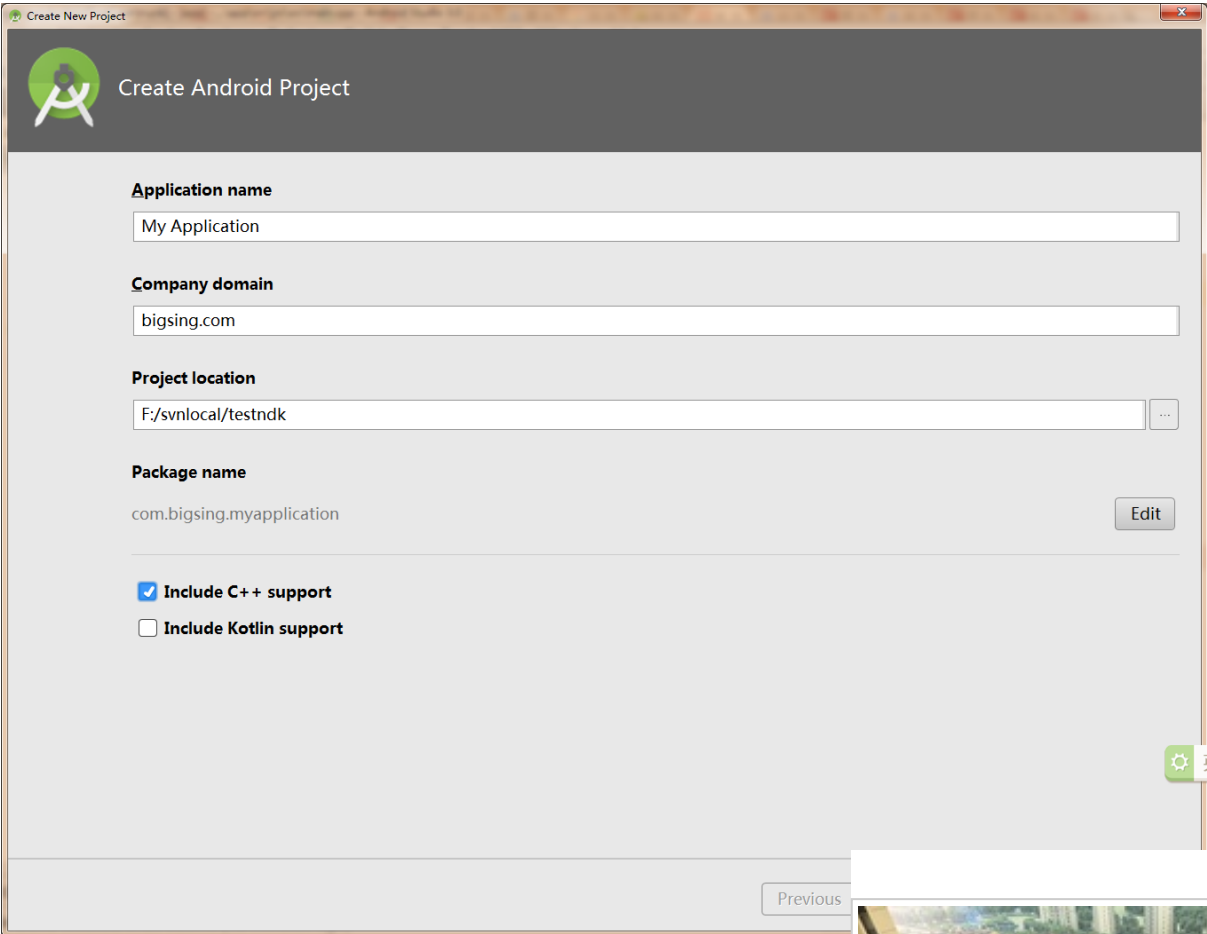 Create New Project
Create Android Project
Application name
My Application
Company domain
bigsing.com
Project location
F:/svnlocal/testndk
...
Package name
com.bigsing.myapplication
Edit
Include C++ support
Include Kotlin support
Previous